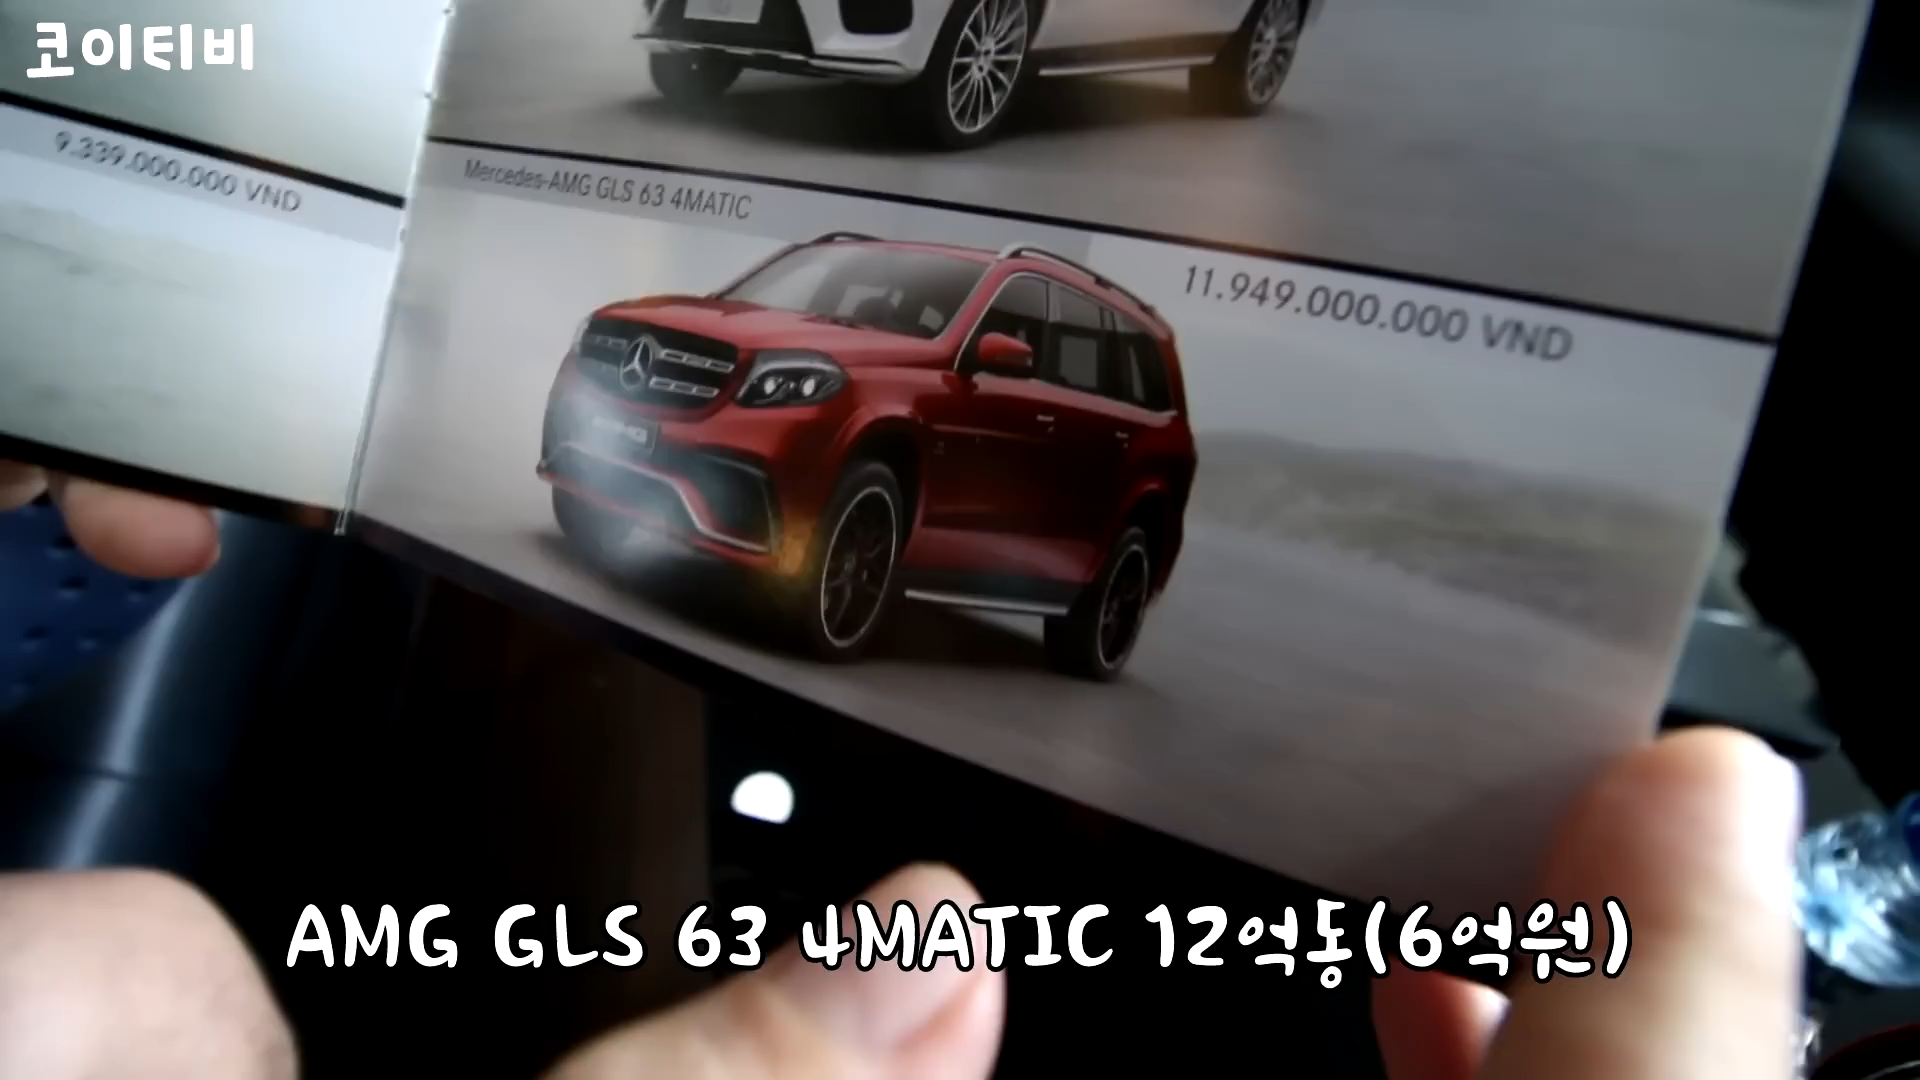 코이티비
9.339.000.000 VND
Mercedes-AMG GLS 63 4MATIC
11.949.000.000 VND
AMG
AMG GLS 63 4MATIC 12억동(6억원)